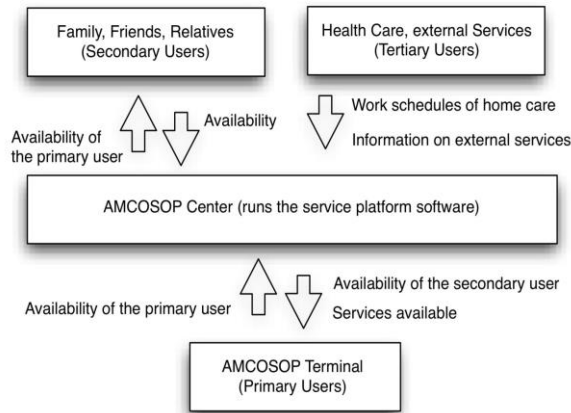 Family, Friends, Relatives
(Secondary Users)
Health Care, external Services
(Tertiary Users)
Availability of
the primary user
Availability
Work schedules of home care
Information on external services
AMCOSOP Center (runs the service platform software)
Availability of the primary user
Availability of the secondary user
Services available
AMCOSOP Terminal
(Primary Users)